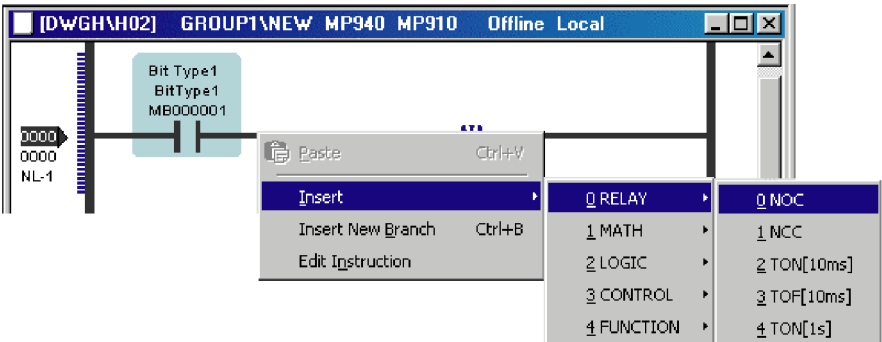 [DWGH\H02] GROUP1\NEW MP940 MP910 Offline Local
Bit Type1
BitType1
MB000001
0000
0000
NL-1
Paste Ctrl+V
Insert
Insert New Branch Ctrl+B
Edit Instruction
0 RELAY
1 MATH
2 LOGIC
3 CONTROL
4 FUNCTION
0 NOC
1 NCC
2 TON[10ms]
3 TOF[10ms]
4 TON[1s]